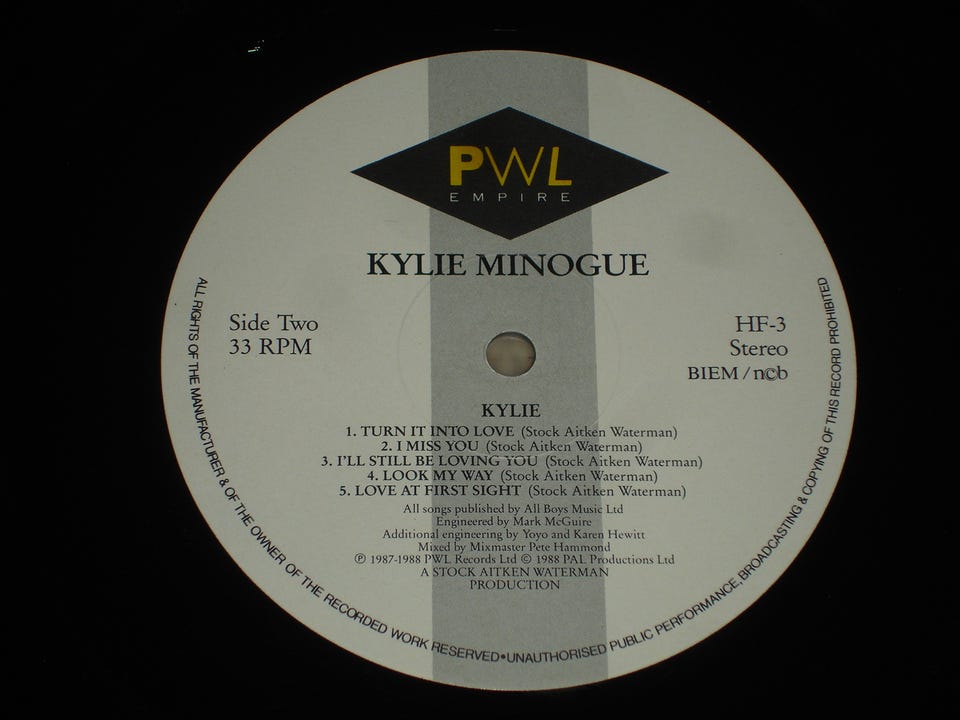 PWL
EMPIRE
KYLIE MINOGUE
Side Two
33 RPM
HF-3
Stereo
BIEM/n©b
KYLIE
1. TURN IT INTO LOVE (Stock Aitken Waterman)
2. I MISS YOU (Stock Aitken Waterman)
3. I'LL STILL BE LOVING YOU (Stock Aitken Waterman)
4. LOOK MY WAY (Stock Aitken Waterman)
5. LOVE AT FIRST SIGHT (Stock Aitken Waterman)
All songs published by All Boys Music Ltd
Engineered by Mark McGuire
Additional engineering by Yoyo and Karen Hewitt
Mixed by Mixmaster Pete Hammond
℗ 1987-1988 PWL Records Ltd © 1988 PAL Productions Ltd
A STOCK AITKEN WATERMAN
PRODUCTION
ALL RIGHTS OF THE MANUFACTURER & OF THE OWNER OF THE RECORDED WORK RESERVED•UNAUTHORISED PUBLIC PERFORMANCE, BROADCASTING & COPYING OF THIS RECORD PROHIBITED